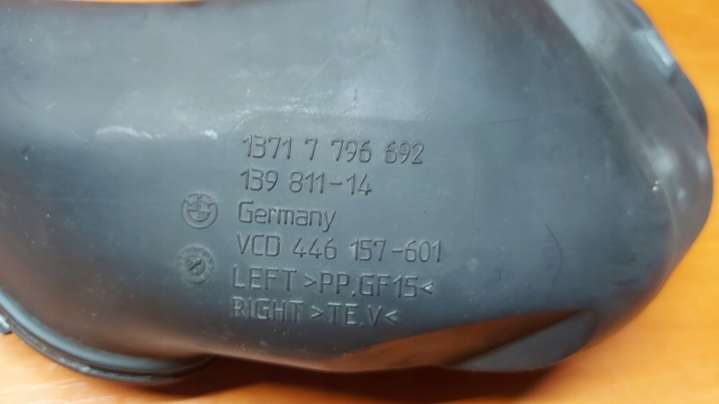 1371 7 796 692
139 811-14
Germany
VCD 446 157-601
LEFT >PP.GF15<
RIGHT >TE.V<